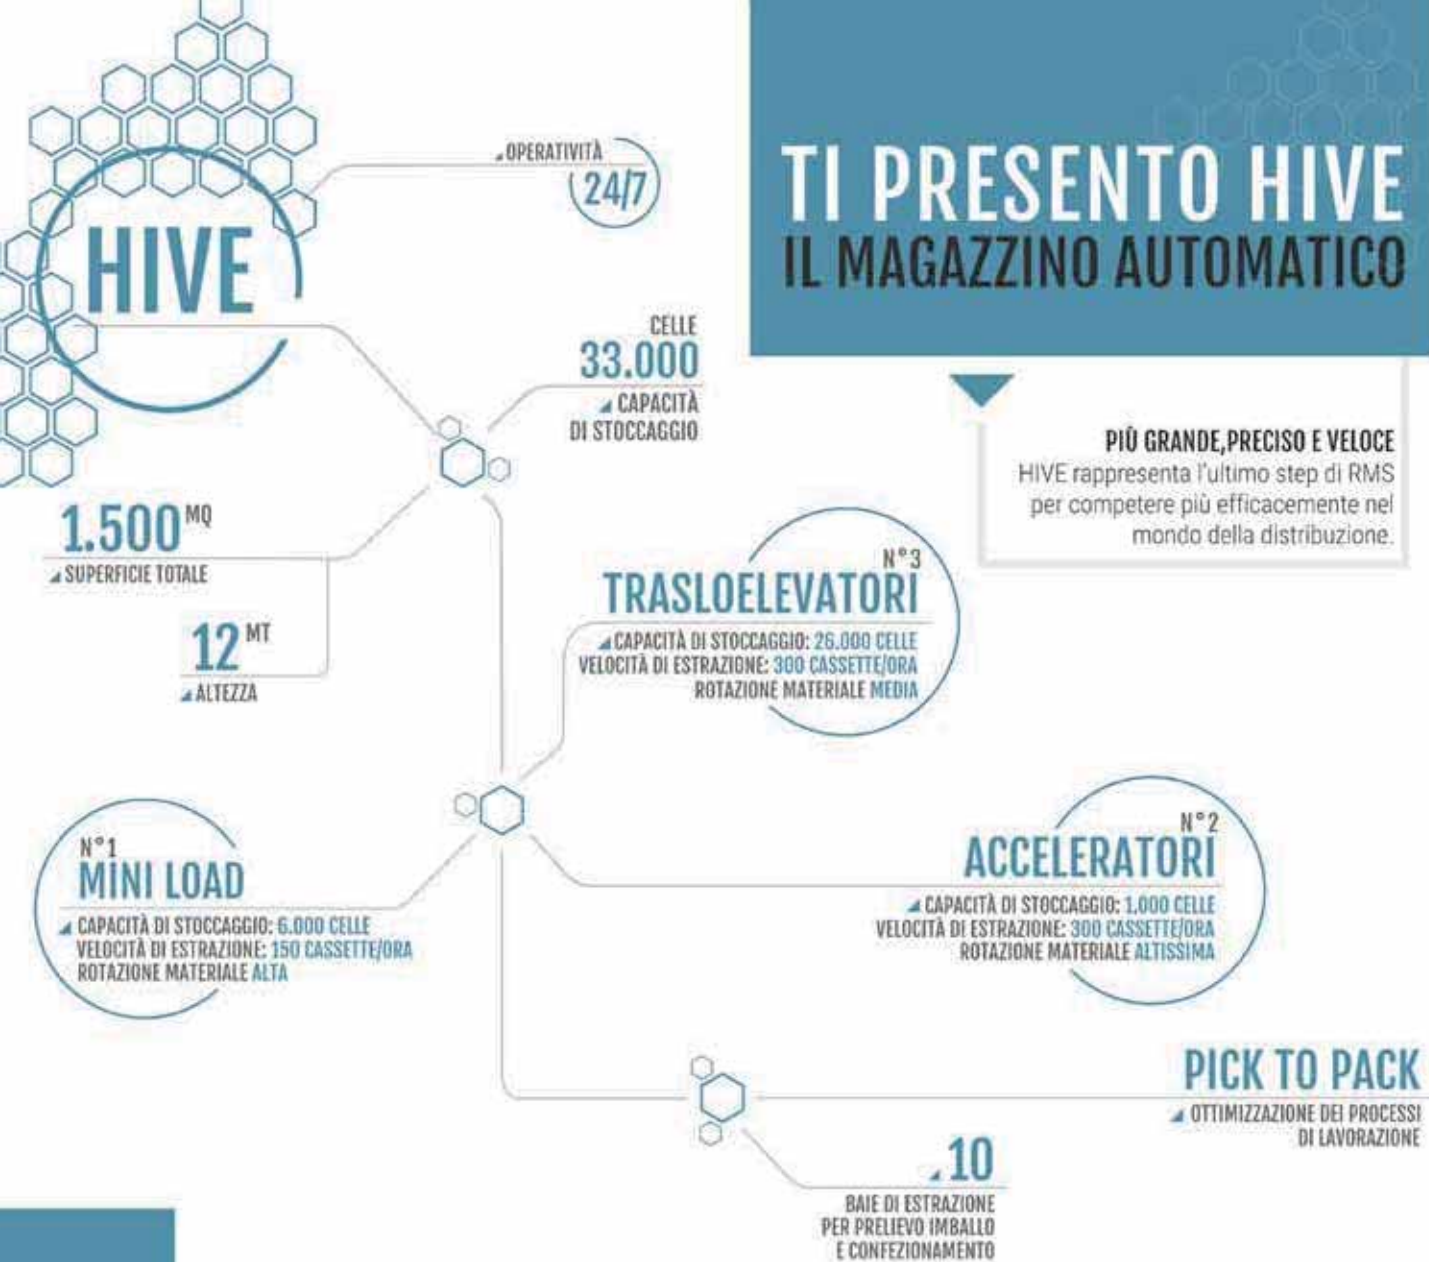 TI PRESENTO HIVE
IL MAGAZZINO AUTOMATICO
PIÙ GRANDE,PRECISO E VELOCE
HIVE rappresenta l'ultimo step di RMS
per competere più efficacemente nel
mondo della distribuzione.
HIVE
OPERATIVITÀ
24/7
CELLE
33.000
CAPACITÀ
DI STOCCAGGIO
1.500 MQ
SUPERFICIE TOTALE
12 MT
ALTEZZA
N°3
TRASLOELEVATORI
CAPACITÀ DI STOCCAGGIO: 26.000 CELLE
VELOCITÀ DI ESTRAZIONE: 300 CASSETTE/ORA
ROTAZIONE MATERIALE MEDIA
N°1
MINI LOAD
CAPACITÀ DI STOCCAGGIO: 6.000 CELLE
VELOCITÀ DI ESTRAZIONE: 150 CASSETTE/ORA
ROTAZIONE MATERIALE ALTA
N°2
ACCELERATORI
CAPACITÀ DI STOCCAGGIO: 1.000 CELLE
VELOCITÀ DI ESTRAZIONE: 300 CASSETTE/ORA
ROTAZIONE MATERIALE ALTISSIMA
PICK TO PACK
OTTIMIZZAZIONE DEI PROCESSI
DI LAVORAZIONE
10
BAIE DI ESTRAZIONE
PER PRELIEVO IMBALLO
E CONFEZIONAMENTO